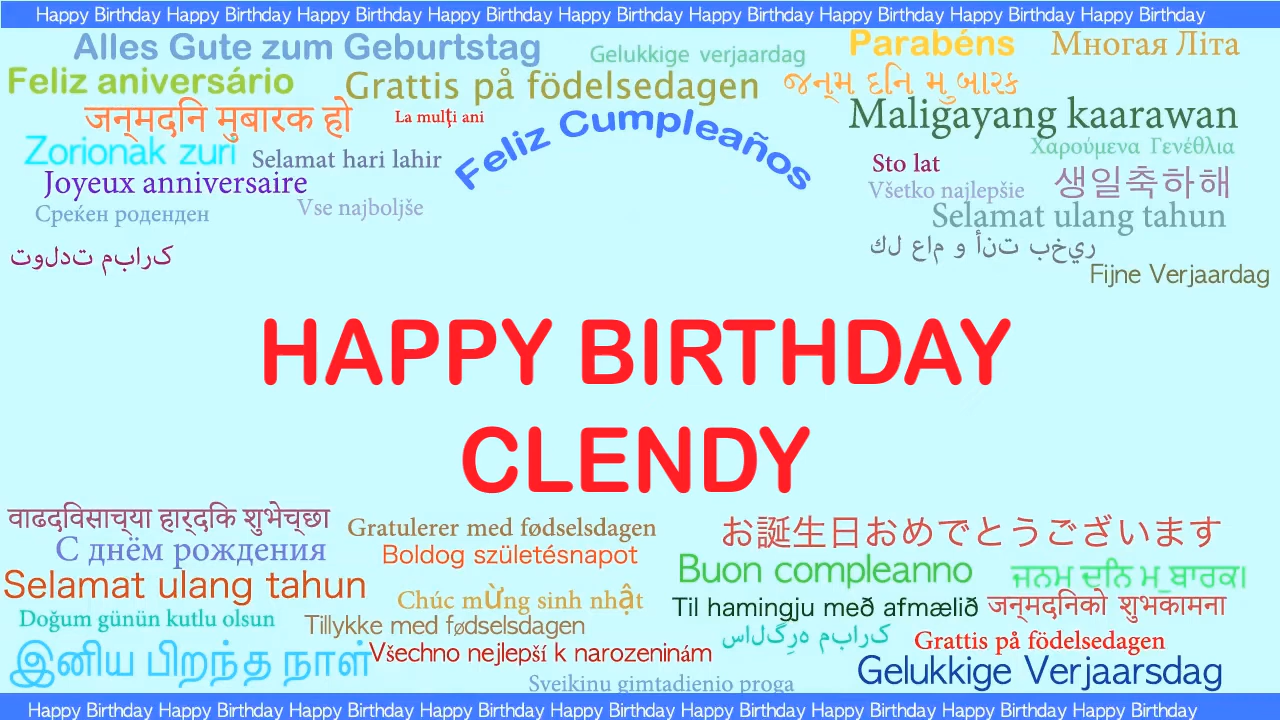 Happy Birthday Happy Birthday Happy Birthday Happy Birthday Happy Birthday Happy Birthday Happy Birthday Happy Birthday Happy Birthday
Alles Gute zum Geburtstag
Gelukkige verjaardag
Parabéns
Многая Літа
Feliz aniversário
Grattis på födelsedagen
જન્મ દનિ મુ બારક
जन्मदनि मुबारक हो
La mulţi ani
Feliz Cumpleaños
Maligayang kaarawan
Zorionak zuri
Selamat hari lahir
Sto lat
Χαρούμενα Γενέθλια
Joyeux anniversaire
Všetko najlepšie
생일축하해
Среќен роденден
Vse najboljše
Selamat ulang tahun
تولدت مبارک
كل عام و أنت بخير
Fijne Verjaardag
HAPPY BIRTHDAY
CLENDY
वाढदविसाच्या हार्दकि शुभेच्छा
Gratulerer med fødselsdagen
お誕生日おめでとうございます
С днём рождения
Boldog születésnapot
Buon compleanno
ਜਨਮ ਦਨਿ ਮੁ ਬਾਰਕ।
Selamat ulang tahun
Chúc mừng sinh nhật
Til hamingju með afmælið
जन्मदनिको शुभकामना
Doğum günün kutlu olsun
Tillykke med fødselsdagen
سالگرہ مبارک
Grattis på födelsedagen
இனிய பிறந்த நாள்
Všechno nejlepší k narozeninám
Gelukkige Verjaarsdag
Sveikinu gimtadienio proga
Happy Birthday Happy Birthday Happy Birthday Happy Birthday Happy Birthday Happy Birthday Happy Birthday Happy Birthday Happy Birthday